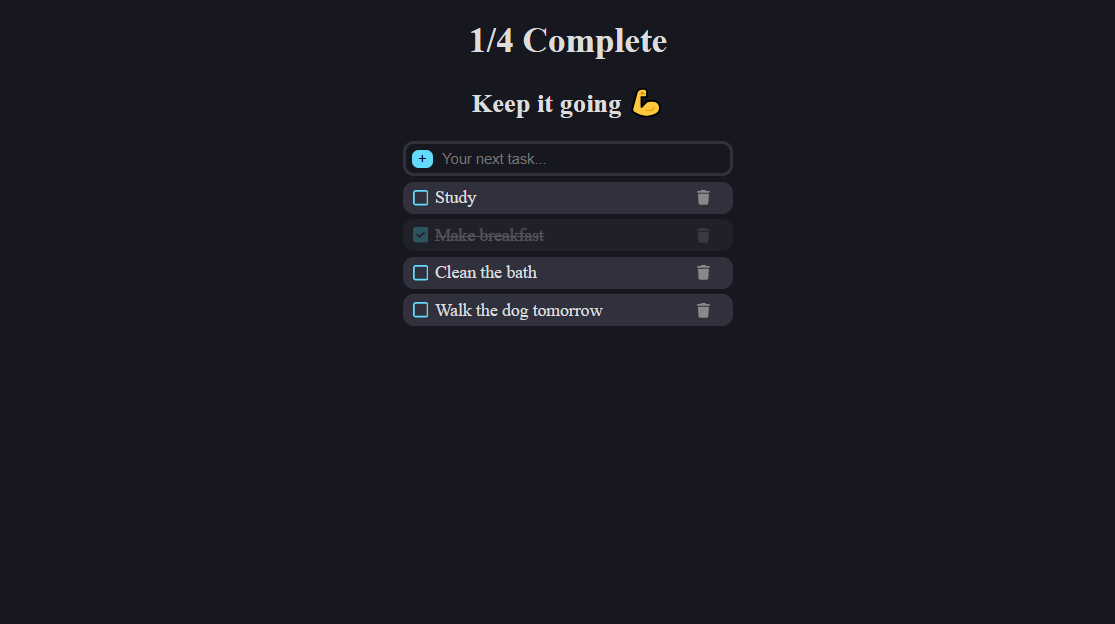 1/4 Complete
Keep it going 💪
+ Your next task...
Study
Make breakfast
Clean the bath
Walk the dog tomorrow